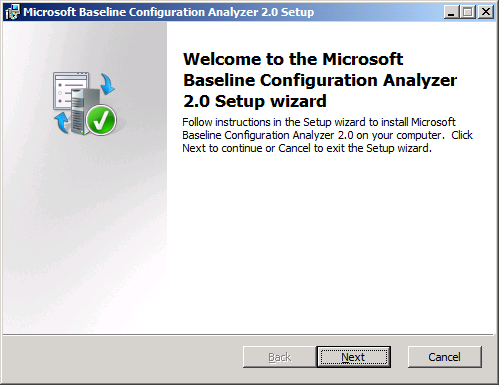 Microsoft Baseline Configuration Analyzer 2.0 Setup
Welcome to the Microsoft
Baseline Configuration Analyzer
2.0 Setup wizard
Follow instructions in the Setup wizard to install Microsoft
Baseline Configuration Analyzer 2.0 on your computer.  Click
Next to continue or Cancel to exit the Setup wizard.
Back
Next
Cancel